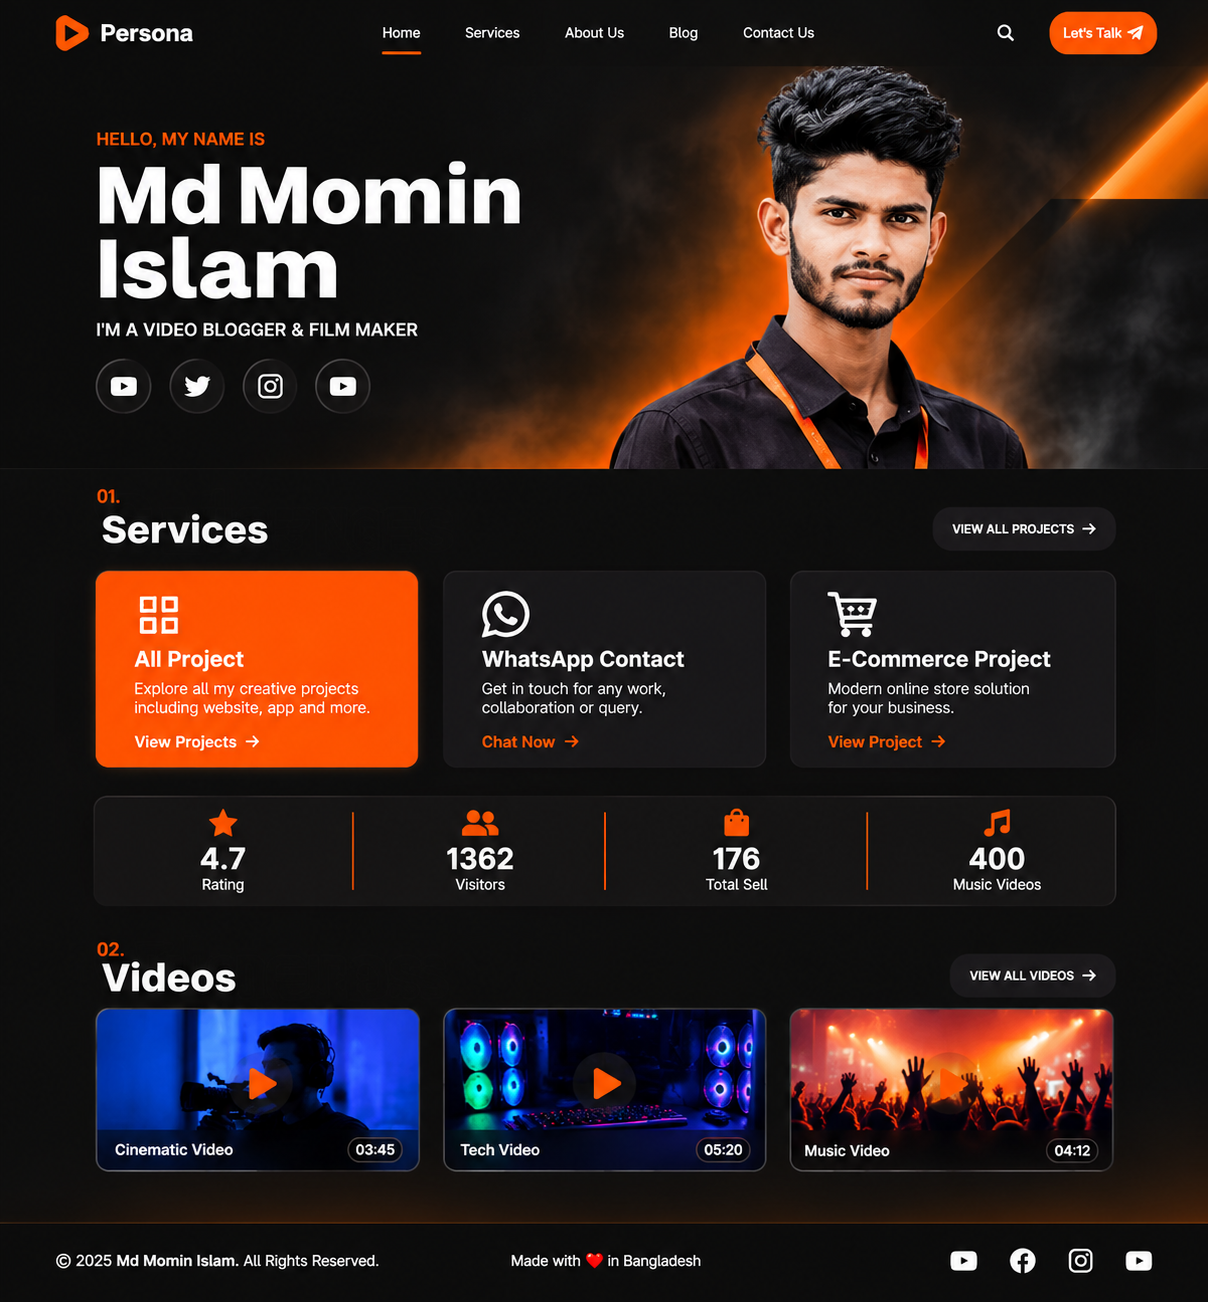 Persona
Home
Services
About Us
Blog
Contact Us
Let's Talk
HELLO, MY NAME IS
Md Momin
Islam
I'M A VIDEO BLOGGER & FILM MAKER
01.
Services
VIEW ALL PROJECTS →
All Project
Explore all my creative projects
including website, app and more.
View Projects →
WhatsApp Contact
Get in touch for any work,
collaboration or query.
Chat Now →
E-Commerce Project
Modern online store solution
for your business.
View Project →
4.7
Rating
1362
Visitors
176
Total Sell
400
Music Videos
02.
Videos
VIEW ALL VIDEOS →
Cinematic Video
03:45
Tech Video
05:20
Music Video
04:12
© 2025 Md Momin Islam. All Rights Reserved.
Made with ❤️ in Bangladesh